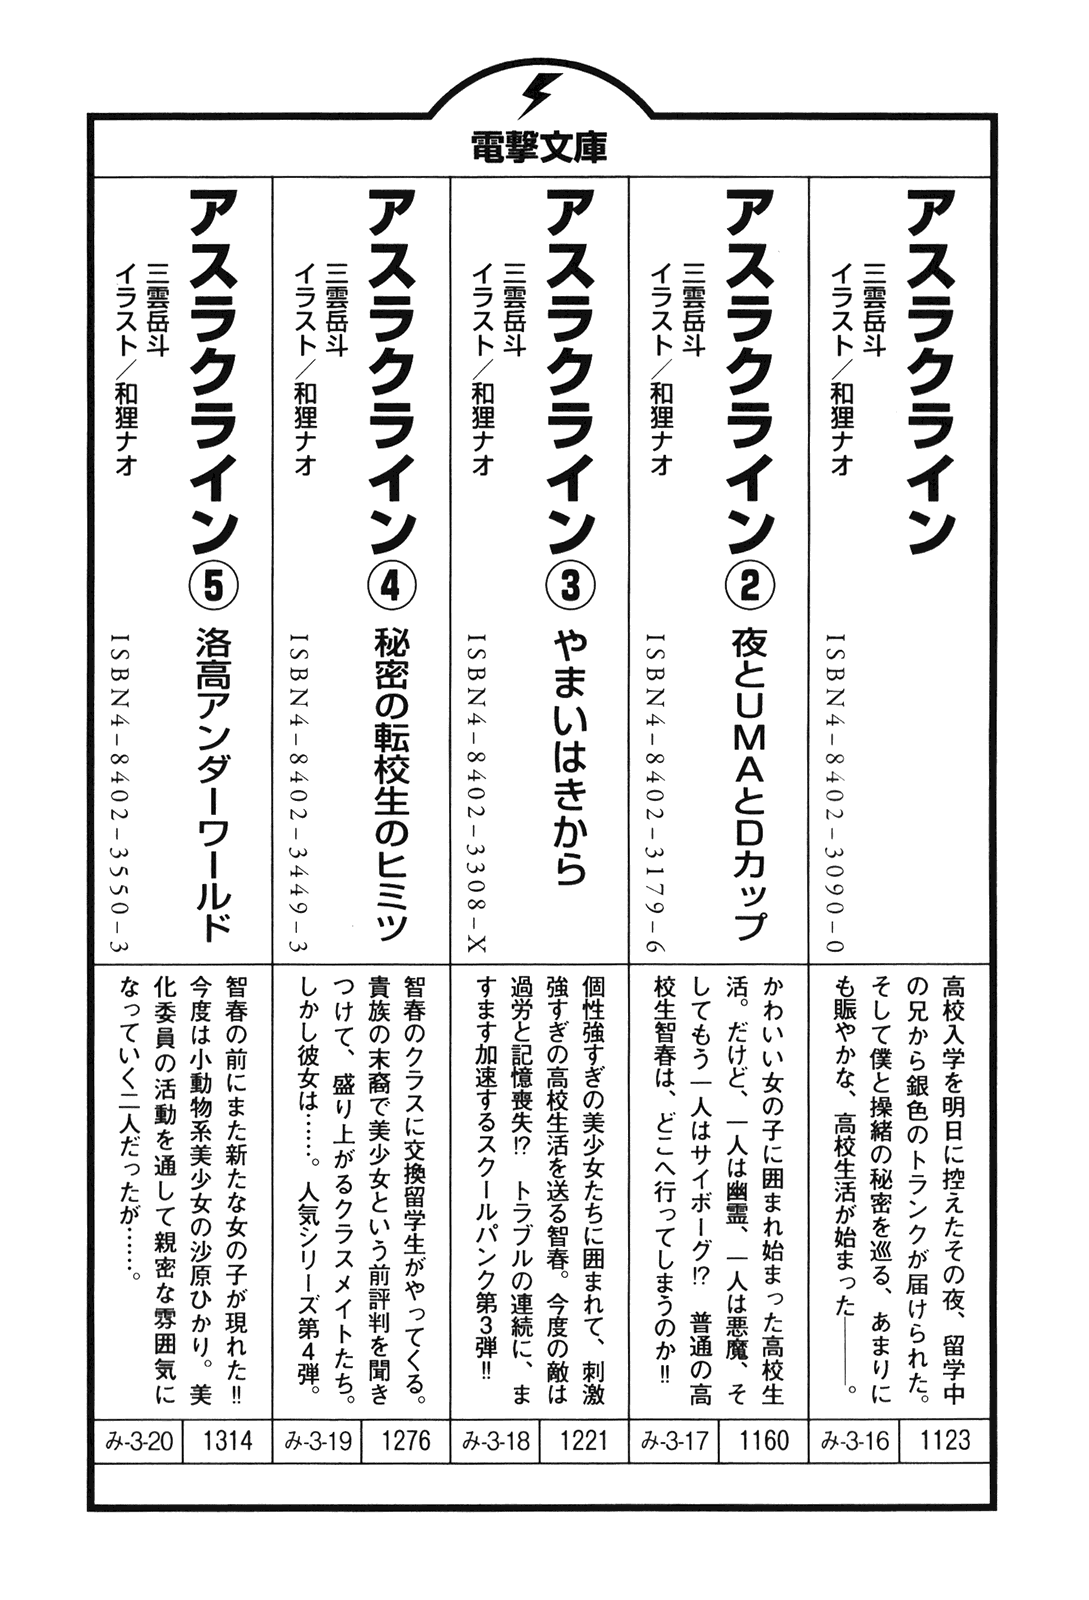 電撃文庫
アスラクライン
三雲岳斗
イラスト／和狸ナオ
ISBN4-8402-3090-0
高校入学を明日に控えたその夜、留学中
の兄から銀色のトランクが届けられた。
そして僕と操緒の秘密を巡る、あまりに
も賑やかな、高校生活が始まった――。
み-3-16
1123
アスラクライン② 夜とUMAとDカップ
三雲岳斗
イラスト／和狸ナオ
ISBN4-8402-3179-6
かわいい女の子に囲まれ始まった高校生
活。だけど、一人は幽霊、一人は悪魔、そ
してもう一人はサイボーグ!? 普通の高
校生智春は、どこへ行ってしまうのか!!
み-3-17
1160
アスラクライン③ やまいはきから
三雲岳斗
イラスト／和狸ナオ
ISBN4-8402-3308-X
個性強すぎの美少女たちに囲まれて、刺激
強すぎの高校生活を送る智春。今度の敵は
過労と記憶喪失!? トラブルの連続に、ま
すます加速するスクールパンク第3弾!!
み-3-18
1221
アスラクライン④ 秘密の転校生のヒミツ
三雲岳斗
イラスト／和狸ナオ
ISBN4-8402-3449-3
智春のクラスに交換留学生がやってくる。
貴族の末裔で美少女という前評判を聞き
つけて、盛り上がるクラスメイトたち。
しかし彼女は……。人気シリーズ第4弾。
み-3-19
1276
アスラクライン⑤ 洛高アンダーワールド
三雲岳斗
イラスト／和狸ナオ
ISBN4-8402-3550-3
智春の前にまた新たな女の子が現れた!!
今度は小動物系美少女の沙原ひかり。美
化委員の活動を通して親密な雰囲気に
なっていく二人だったが……。
み-3-20
1314